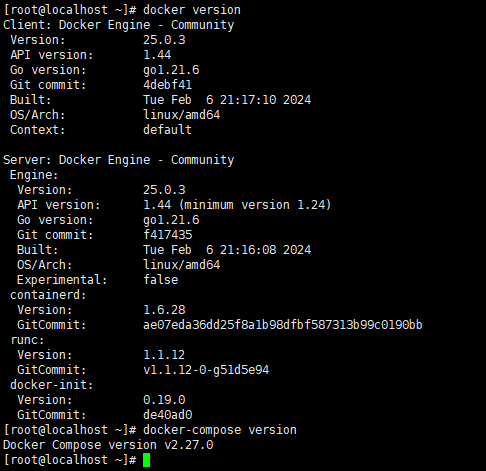 [root@localhost ~]# docker version
Client: Docker Engine - Community
 Version:           25.0.3
 API version:       1.44
 Go version:        go1.21.6
 Git commit:        4debf41
 Built:             Tue Feb  6 21:17:10 2024
 OS/Arch:           linux/amd64
 Context:           default

Server: Docker Engine - Community
 Engine:
  Version:          25.0.3
  API version:      1.44 (minimum version 1.24)
  Go version:       go1.21.6
  Git commit:       f417435
  Built:            Tue Feb  6 21:16:08 2024
  OS/Arch:          linux/amd64
  Experimental:     false
 containerd:
  Version:          1.6.28
  GitCommit:        ae07eda36dd25f8a1b98dfbf587313b99c0190bb
 runc:
  Version:          1.1.12
  GitCommit:        v1.1.12-0-g51d5e94
 docker-init:
  Version:          0.19.0
  GitCommit:        de40ad0
[root@localhost ~]# docker-compose version
Docker Compose version v2.27.0
[root@localhost ~]#